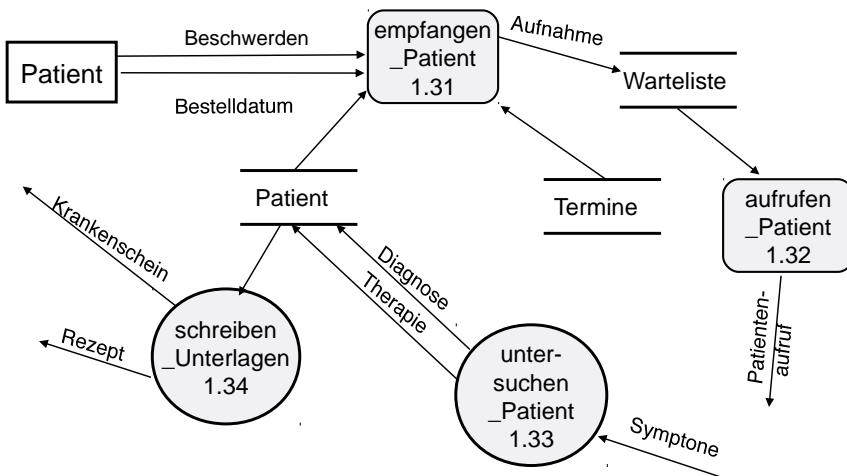 Patient
Beschwerden
Bestelldatum
empfangen
_Patient
1.31
Aufnahme
Warteliste
Patient
Termine
aufrufen
_Patient
1.32
Krankenschein
Rezept
schreiben
_Unterlagen
1.34
Diagnose
Therapie
unter-
suchen
_Patient
1.33
Patienten-
aufruf
Symptone